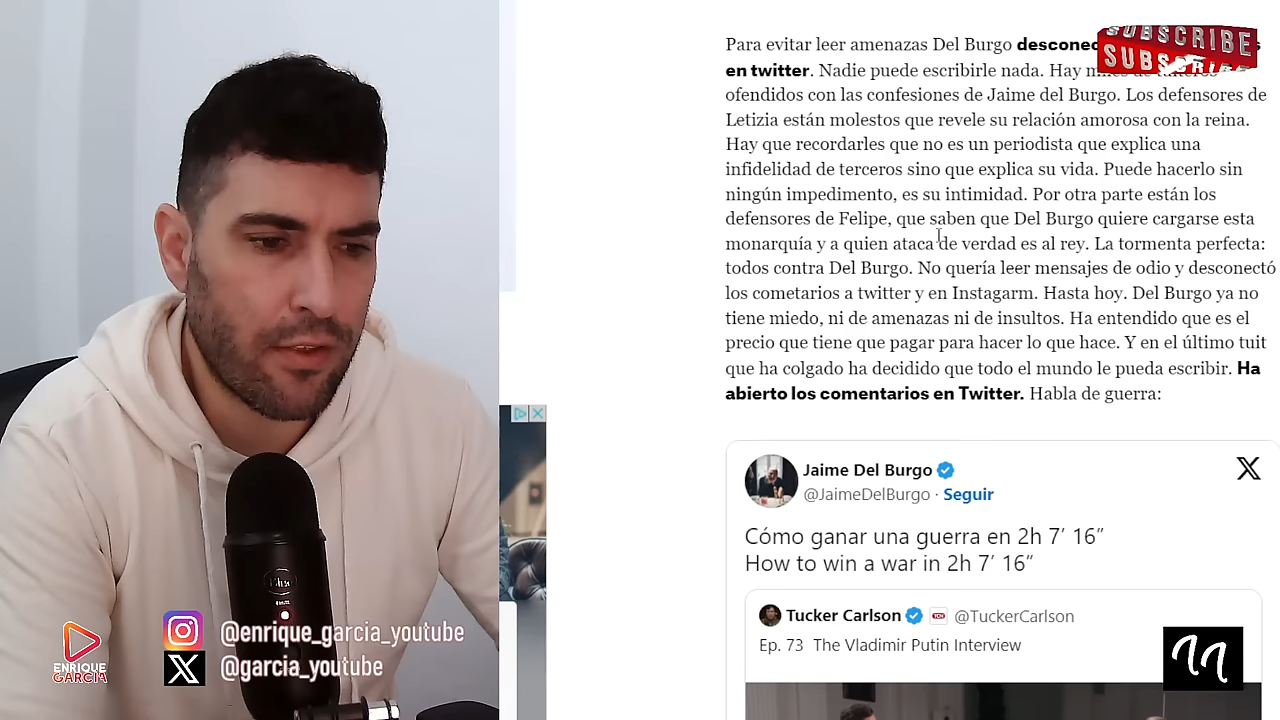 Para evitar leer amenazas Del Burgo desconec
en twitter. Nadie puede escribirle nada. Hay
ofendidos con las confesiones de Jaime del Burgo. Los defensores de
Letizia están molestos que revele su relación amorosa con la reina.
Hay que recordarles que no es un periodista que explica una
infidelidad de terceros sino que explica su vida. Puede hacerlo sin
ningún impedimento, es su intimidad. Por otra parte están los
defensores de Felipe, que saben que Del Burgo quiere cargarse esta
monarquía y a quien ataca de verdad es al rey. La tormenta perfecta:
todos contra Del Burgo. No quería leer mensajes de odio y desconectó
los cometarios a twitter y en Instagarm. Hasta hoy. Del Burgo ya no
tiene miedo, ni de amenazas ni de insultos. Ha entendido que es el
precio que tiene que pagar para hacer lo que hace. Y en el último tuit
que ha colgado ha decidido que todo el mundo le pueda escribir. Ha
abierto los comentarios en Twitter. Habla de guerra:
SUBSCRIBE
SUBSCRIBE
Jaime Del Burgo
@JaimeDelBurgo · Seguir
Cómo ganar una guerra en 2h 7’ 16”
How to win a war in 2h 7’ 16”
Tucker Carlson @TuckerCarlson
Ep. 73 The Vladimir Putin Interview
Blue
ENRIQUE
GARCIA
@enrique_garcia_youtube
@garcia_youtube